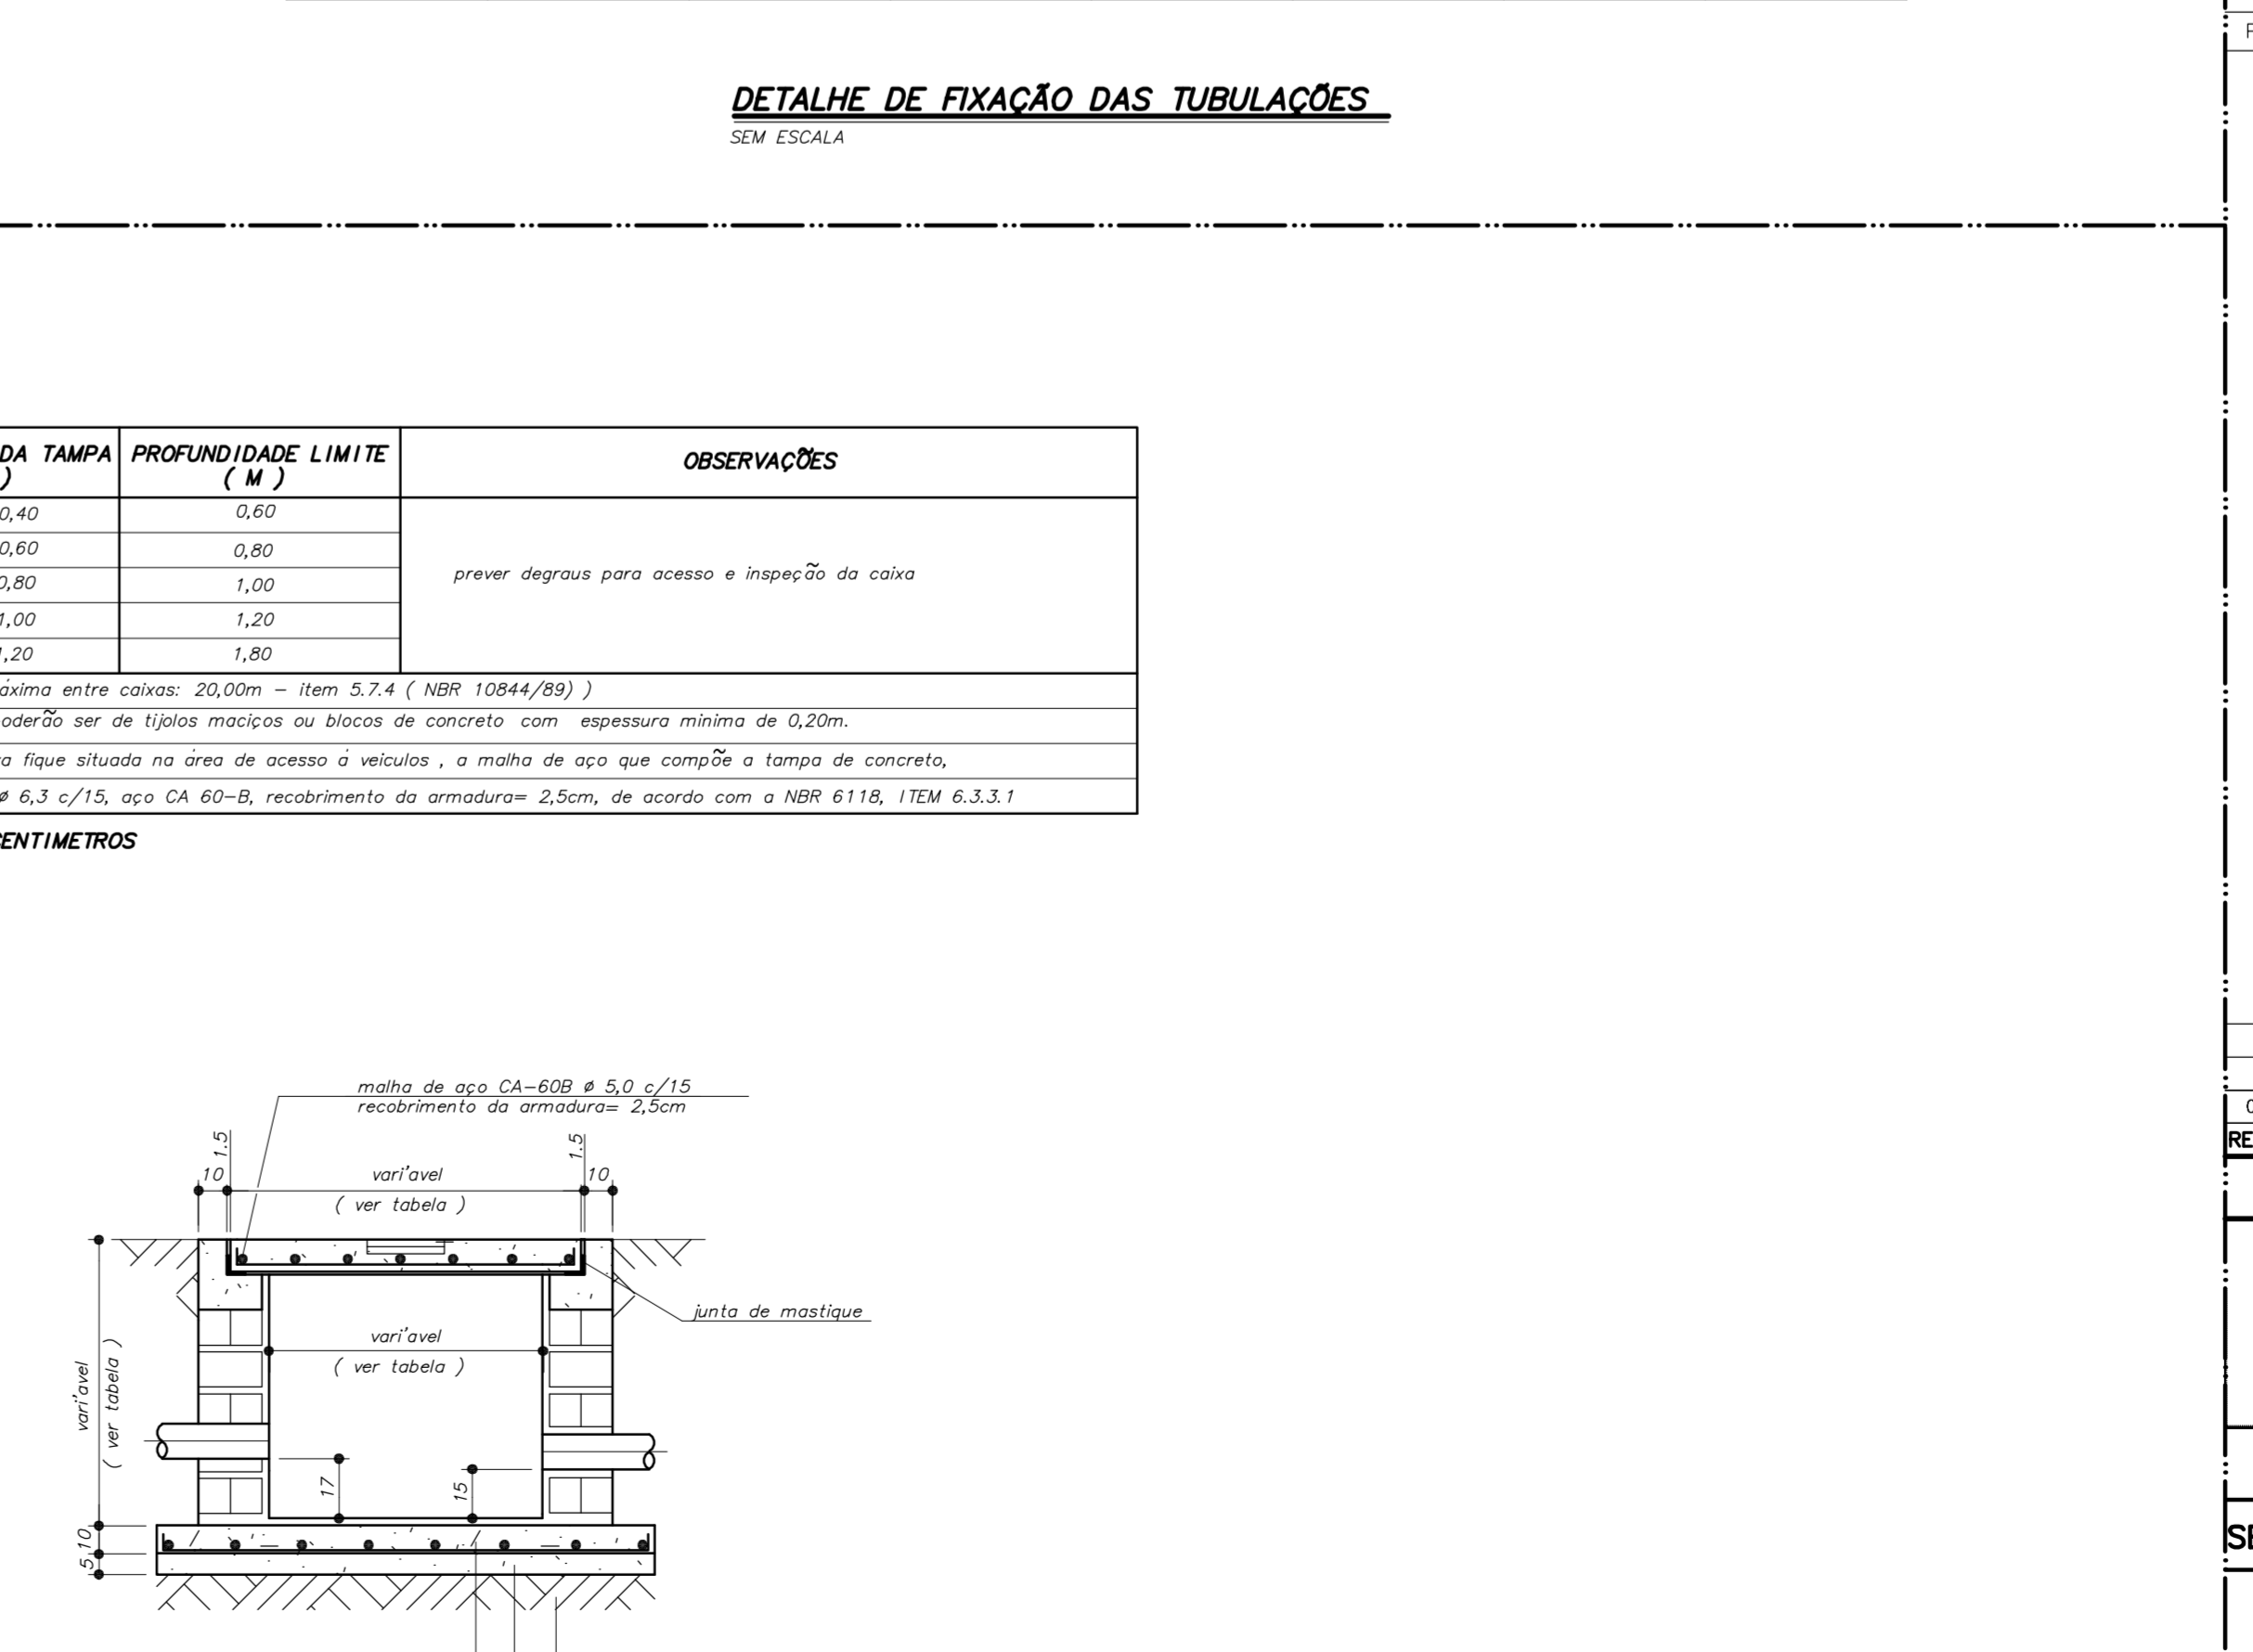 DETALHE DE FIXAÇÃO DAS TUBULAÇÕES
SEM ESCALA
DA TAMPA
)
PROFUNDIDADE LIMITE
( M )
OBSERVAÇÕES
0,40 0,60
0,60 0,80
0,80 1,00
1,00 1,20
1,20 1,80
prever degraus para acesso e inspeção da caixa
áxima entre caixas: 20,00m – item 5.7.4 ( NBR 10844/89) )
oderão ser de tijolos maciços ou blocos de concreto com espessura minima de 0,20m.
a fique situada na área de acesso á veiculos , a malha de aço que compõe a tampa de concreto,
ø 6,3 c/15, aço CA 60–B, recobrimento da armadura= 2,5cm, de acordo com a NBR 6118, ITEM 6.3.3.1
ENTIMETROS
malha de aço CA–60B ø 5,0 c/15
recobrimento da armadura= 2,5cm
1.5
1.5
10
vari'avel
10
( ver tabela )
junta de mastique
vari'avel
( ver tabela )
vari'avel
( ver tabela )
17
15
10
5
RE